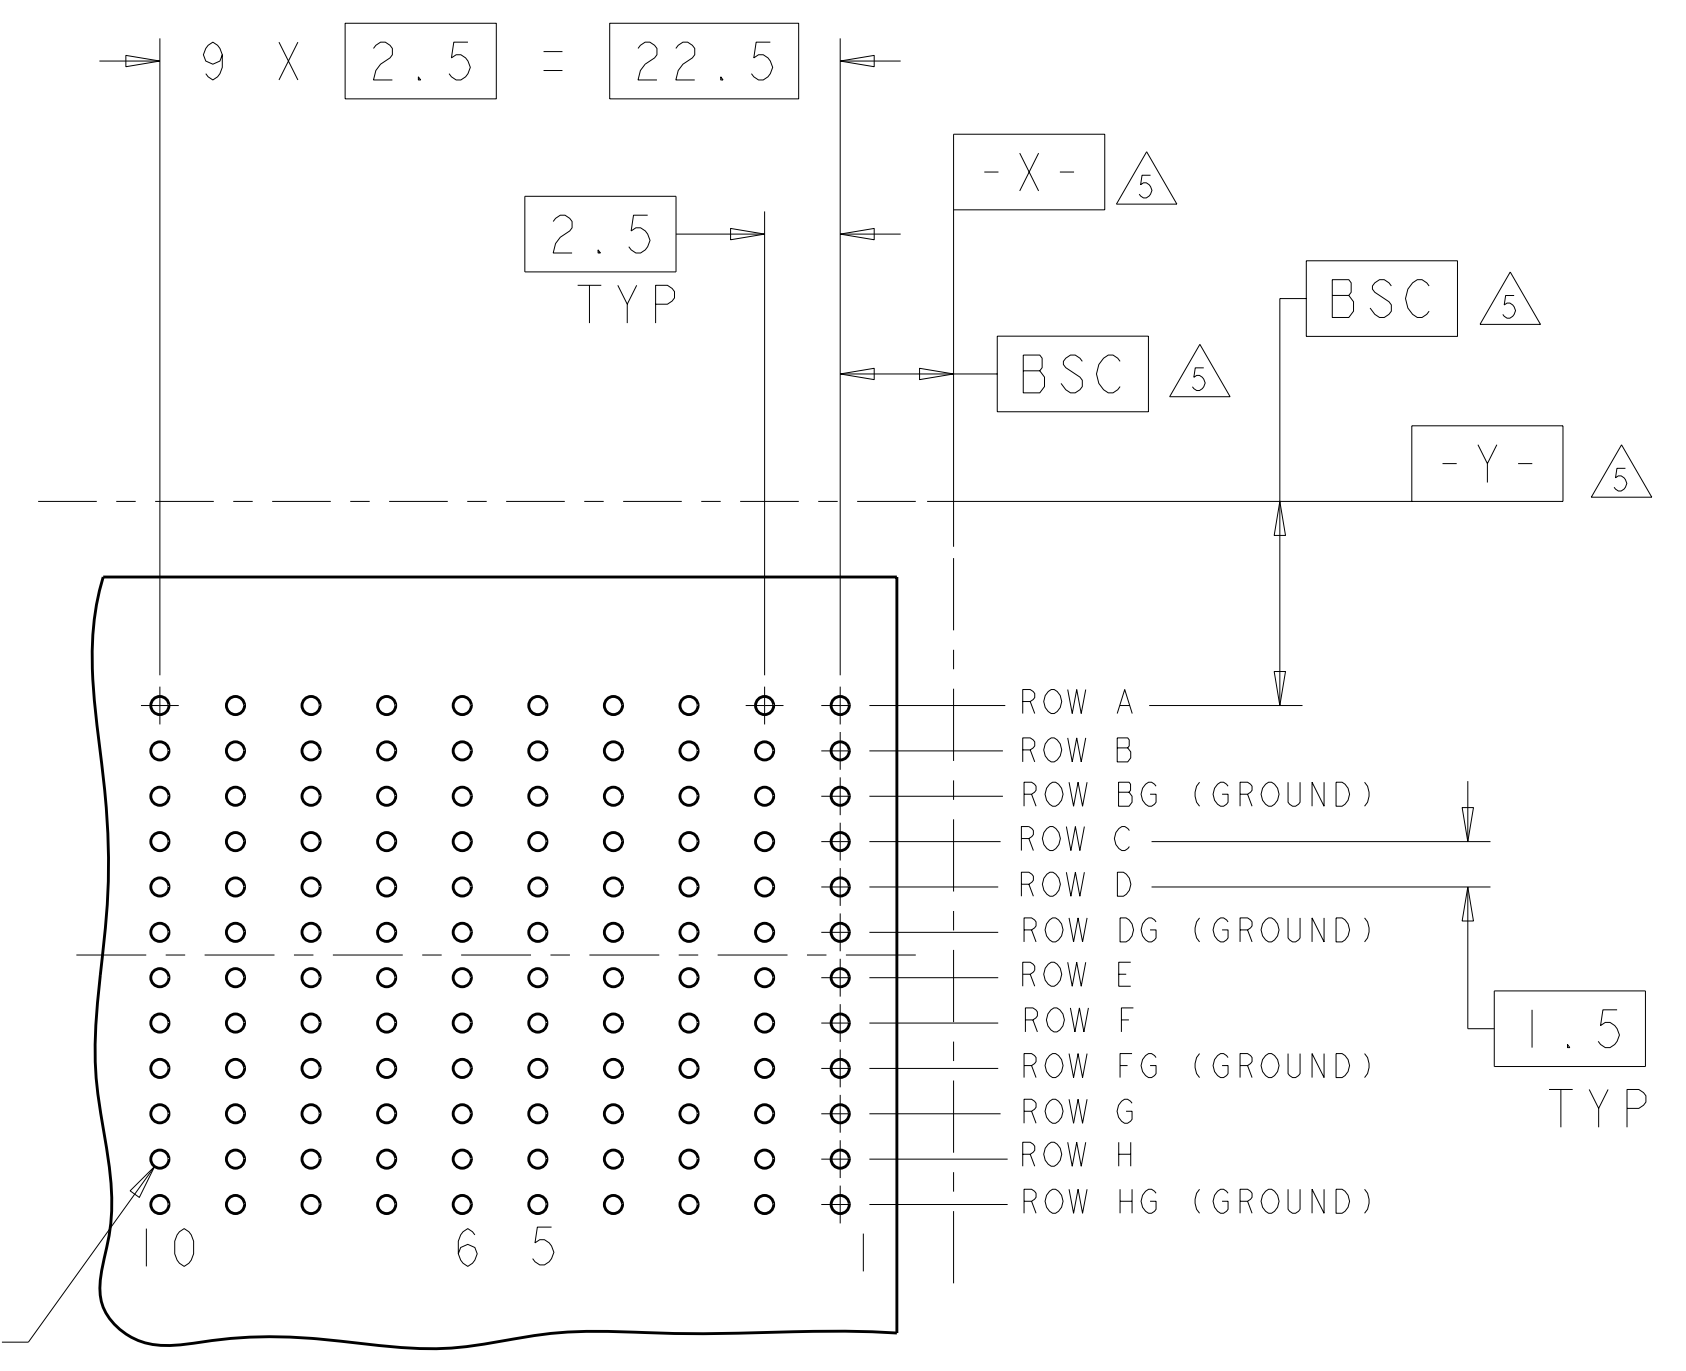 9 X 2.5 = 22.5
-X- 5
2.5
TYP
BSC 5
BSC 5
-Y- 5
ROW A
ROW B
ROW BG (GROUND)
ROW C
ROW D
ROW DG (GROUND)
ROW E
ROW F
ROW FG (GROUND)
1.5
TYP
ROW G
ROW H
ROW HG (GROUND)
10 6 5 1